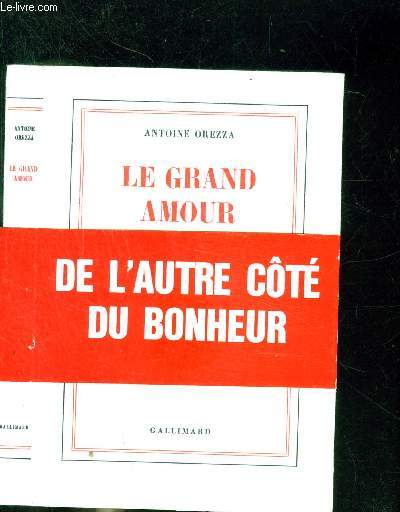 Le-livre.com
ANTOINE
OREZZA
LE GRAND
AMOUR
GALLIMARD
ANTOINE OREZZA
LE GRAND
AMOUR
DE L'AUTRE CÔTÉ
DU BONHEUR
GALLIMARD